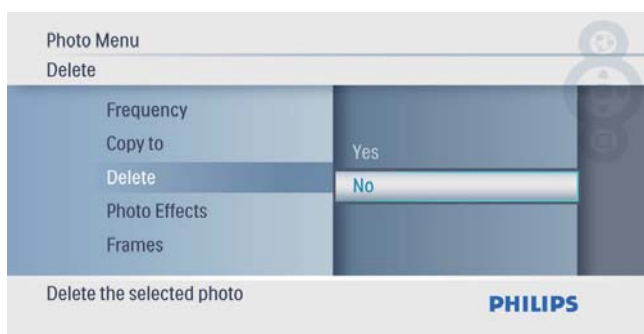 Photo Menu
Delete
Frequency
Copy to
Delete
Photo Effects
Frames
Yes
No
Delete the selected photo
PHILIPS